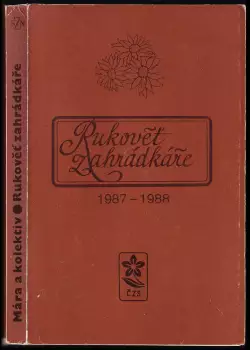 Rukověť
Zahrádkáře
1987-1988
ČZS
Mára a kolektiv ● Rukověť zahrádkáře